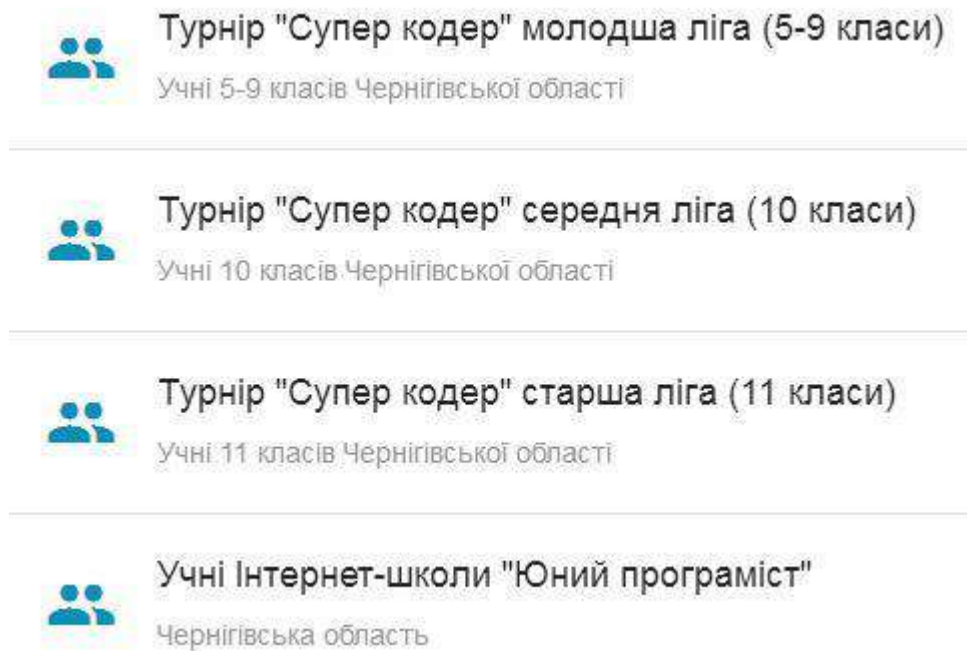 Турнір "Супер кодер" молодша ліга (5-9 класи)
Учні 5-9 класів Чернігівської області
Турнір "Супер кодер" середня ліга (10 класи)
Учні 10 класів Чернігівської області
Турнір "Супер кодер" старша ліга (11 класи)
Учні 11 класів Чернігівської області
Учні Інтернет-школи "Юний програміст"
Чернігівська область